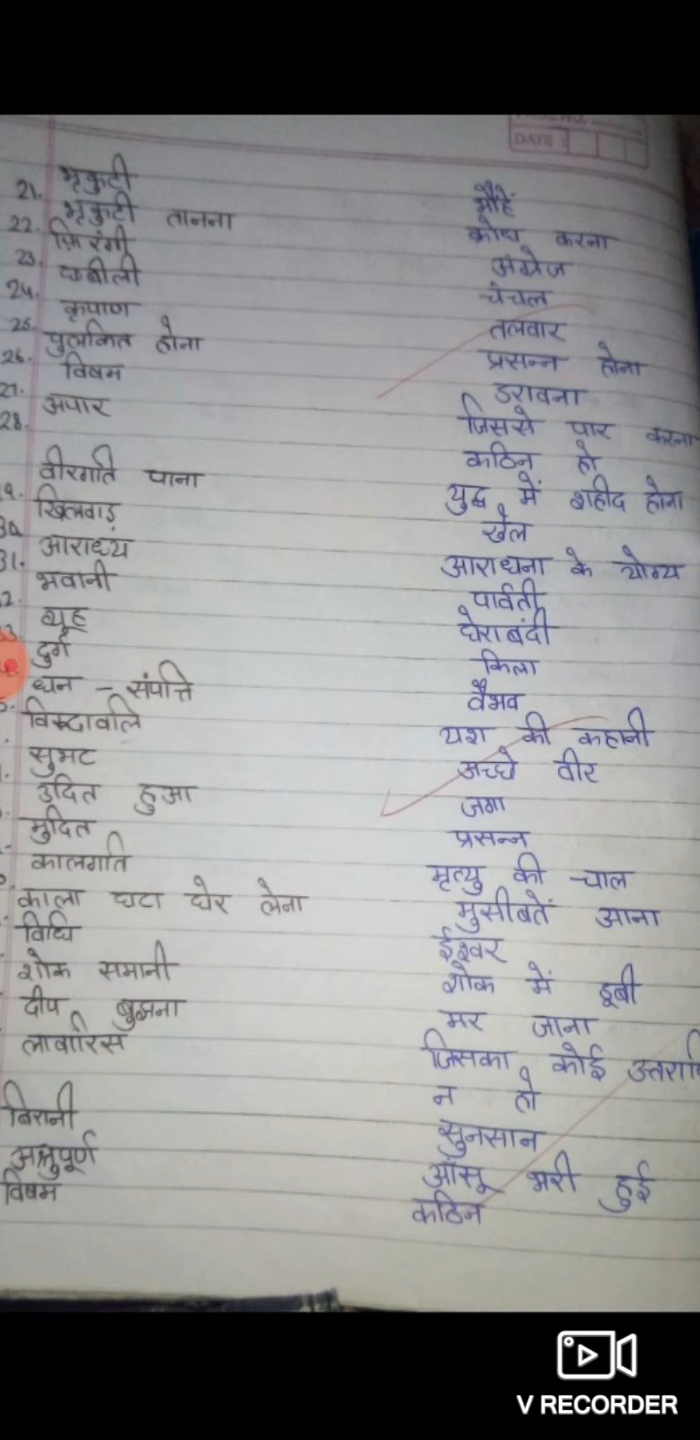 DATE
21. भृकुटी भौहें
22. भृकुटी तानना क्रोध करना
23. फ़िरंगी अंग्रेज
24. छबीली चंचल
25. कृपाण तलवार
26. पुलकित होना प्रसन्न होना
27. विषम डरावना
28. अपार जिससे पार करना
कठिन हो
वीरगति पाना युद्ध में शहीद होना
30 खिलवाड़ खेल
31. आराध्य आराधना के योग्य
भवानी पार्वती
व्यूह घेराबंदी
दुर्ग किला
धन - संपत्ति वैभव
विरुदावलि यश की कहानी
सुभट अच्छे वीर
उदित हुआ जगा
मुदित प्रसन्न
कालगति मृत्यु की चाल
काला घटा घेर लेना मुसीबतें आना
विधि ईश्वर
शोक समानी शोक में डूबी
दीप बुझना मर जाना
लावारिस जिसका कोई
न हो
विरानी सुनसान
अश्रुपूर्ण आँसू भरी हुई
विषम कठिन
V RECORDER